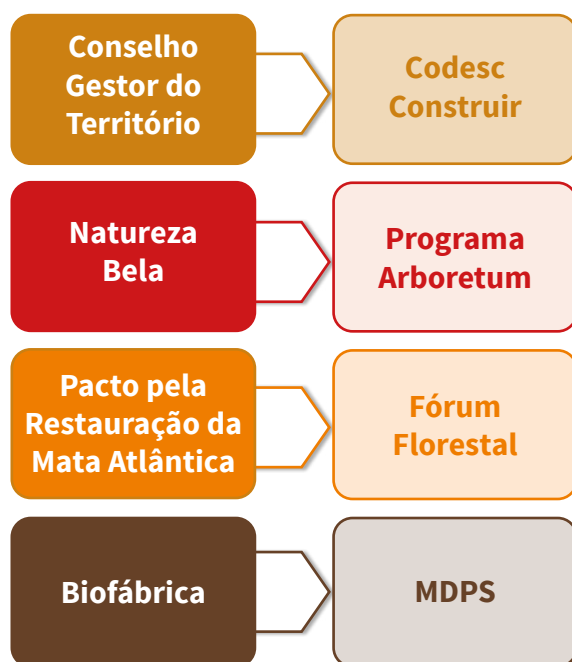 Conselho
Gestor do
Território
Codesc
Construir
Natureza
Bela
Programa
Arboretum
Pacto pela
Restauração da
Mata Atlântica
Fórum
Florestal
Biofábrica
MDPS